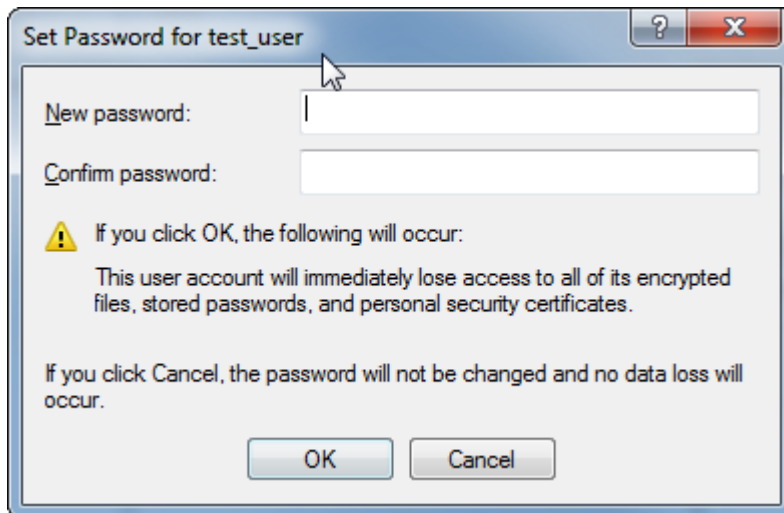 Set Password for test_user
New password:
Confirm password:
If you click OK, the following will occur:
This user account will immediately lose access to all of its encrypted
files, stored passwords, and personal security certificates.
If you click Cancel, the password will not be changed and no data loss will
occur.
OK Cancel